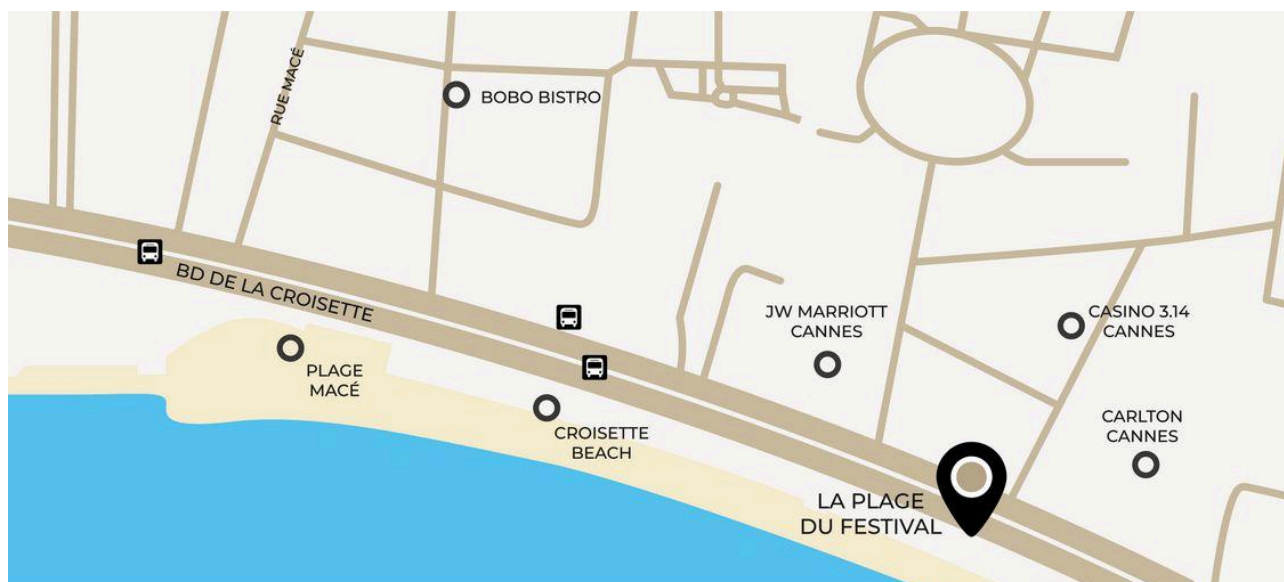 RUE MACÉ
BOBO BISTRO
BD DE LA CROISETTE
PLAGE
MACÉ
CROISETTE
BEACH
JW MARRIOTT
CANNES
CASINO 3.14
CANNES
CARLTON
CANNES
LA PLAGE
DU FESTIVAL